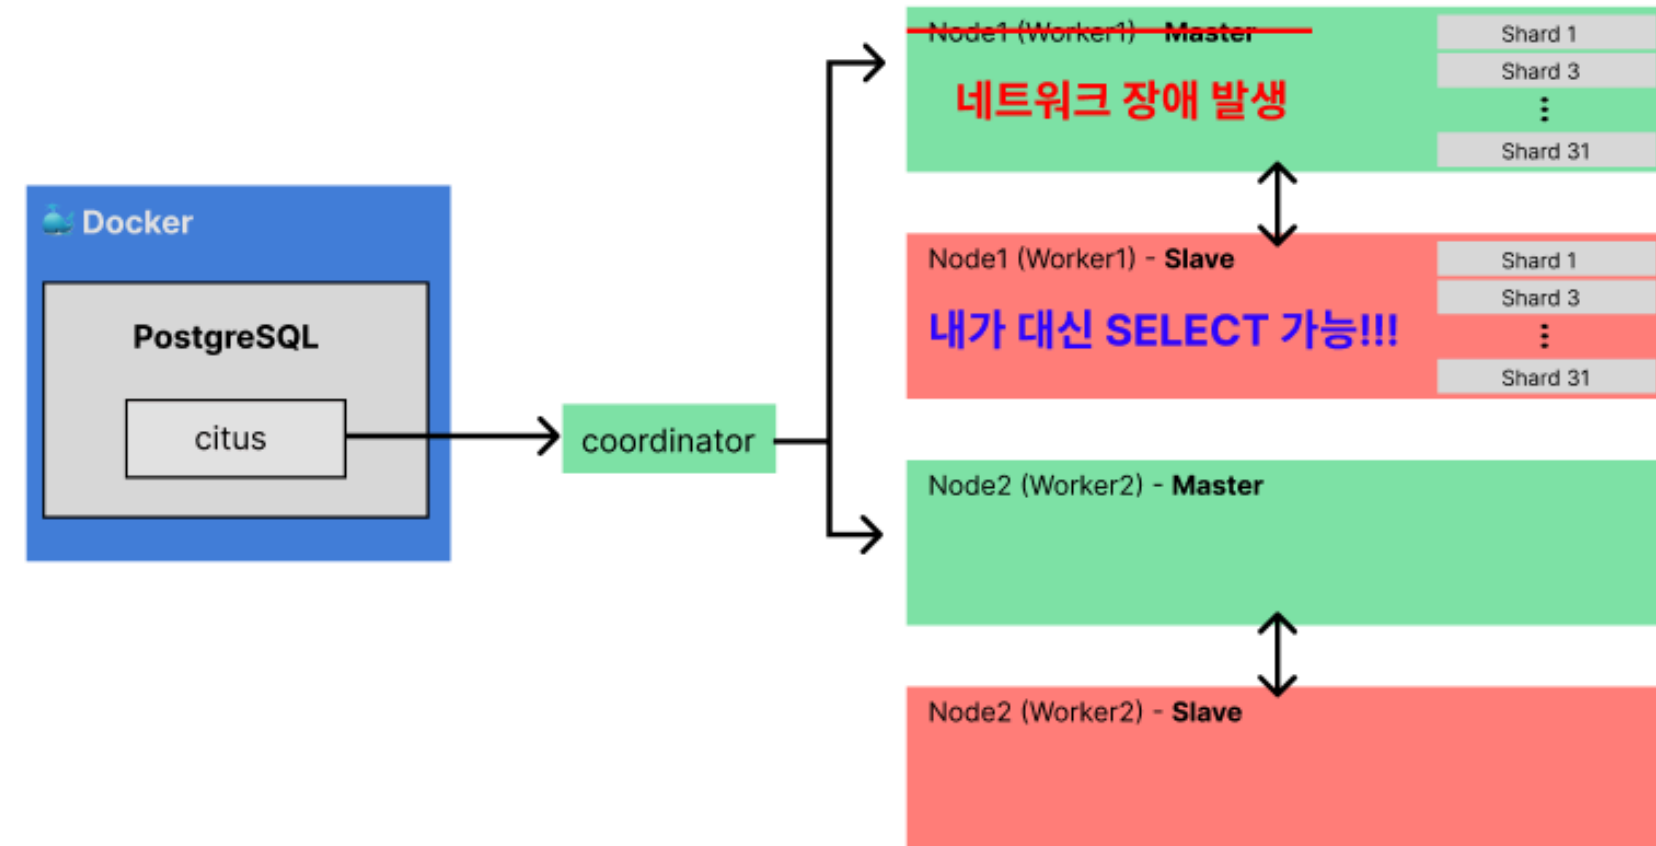 Docker
PostgreSQL
citus
coordinator
Node1 (Worker1) - Master
네트워크 장애 발생
Shard 1
Shard 3
⋮
Shard 31
Node1 (Worker1) - Slave
내가 대신 SELECT 가능!!!
Shard 1
Shard 3
⋮
Shard 31
Node2 (Worker2) - Master
Node2 (Worker2) - Slave